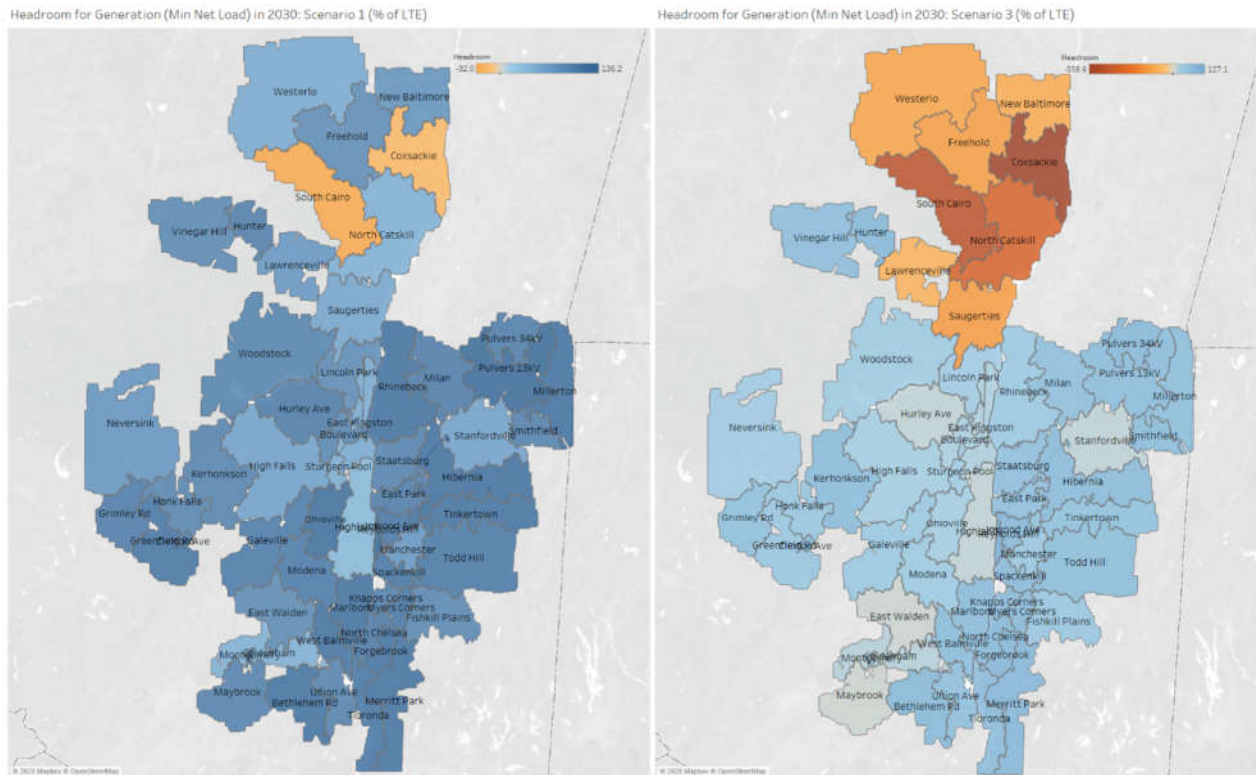 Headroom for Generation (Min Net Load) in 2030: Scenario 1 (% of LTE)
Headroom
-32.0
136.2
Westerlo
New Baltimore
Freehold
Coxsackie
South Cairo
North Catskill
Vinegar Hill
Hunter
Lawrenceville
Saugerties
Woodstock
Pulvers 34kV
Lincoln Park
Rhinebeck
Milan
Pulvers 13kV
Millerton
Hurley Ave
East Kingston
Boulevard
Stanfordville
Smithfield
Neversink
High Falls
Sturgeon Pool
Staatsburg
Kerhonkson
Hibernia
Honk Falls
East Park
Grimley Rd
Ohioville
Tinkertown
Galeville
Manchester
Todd Hill
Modena
Spackenkill
Knapps Corners
East Walden
Myers Corners
Fishkill Plains
West Balmville
North Chelsea
Forgebrook
Maybrook
Union Ave
Bethlehem Rd
Merritt Park
Tioronda
© 2023 Mapbox © OpenStreetMap
Headroom for Generation (Min Net Load) in 2030: Scenario 3 (% of LTE)
Headroom
127.1
Westerlo
New Baltimore
Freehold
Coxsackie
South Cairo
North Catskill
Vinegar Hill
Hunter
Lawrenceville
Saugerties
Woodstock
Pulvers 34kV
Lincoln Park
Rhinebeck
Milan
Pulvers 13kV
Millerton
Hurley Ave
East Kingston
Boulevard
Stanfordville
Smithfield
Neversink
High Falls
Sturgeon Pool
Staatsburg
Kerhonkson
Hibernia
Honk Falls
East Park
Grimley Rd
Ohioville
Tinkertown
Galeville
Manchester
Todd Hill
Modena
Spackenkill
Knapps Corners
East Walden
Myers Corners
Fishkill Plains
West Balmville
North Chelsea
Forgebrook
Maybrook
Union Ave
Bethlehem Rd
Merritt Park
Tioronda
© 2023 Mapbox © OpenStreetMap